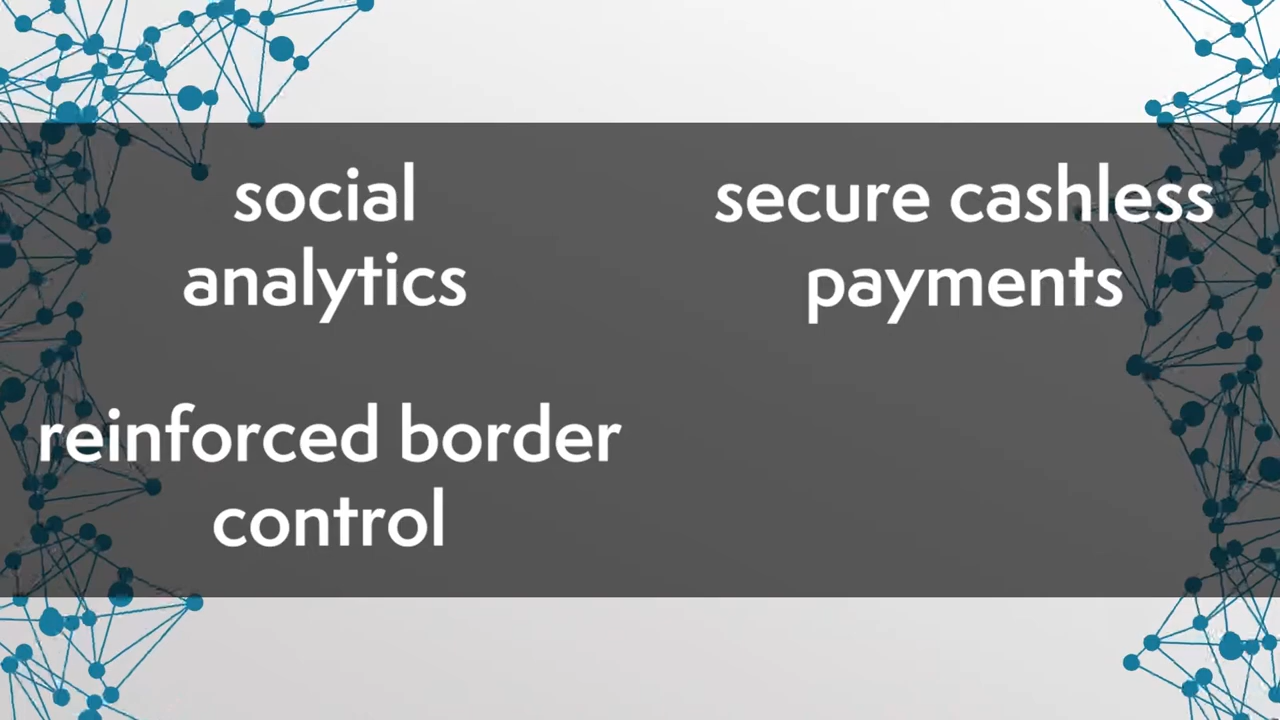 social
analytics
secure cashless
payments
reinforced border
control